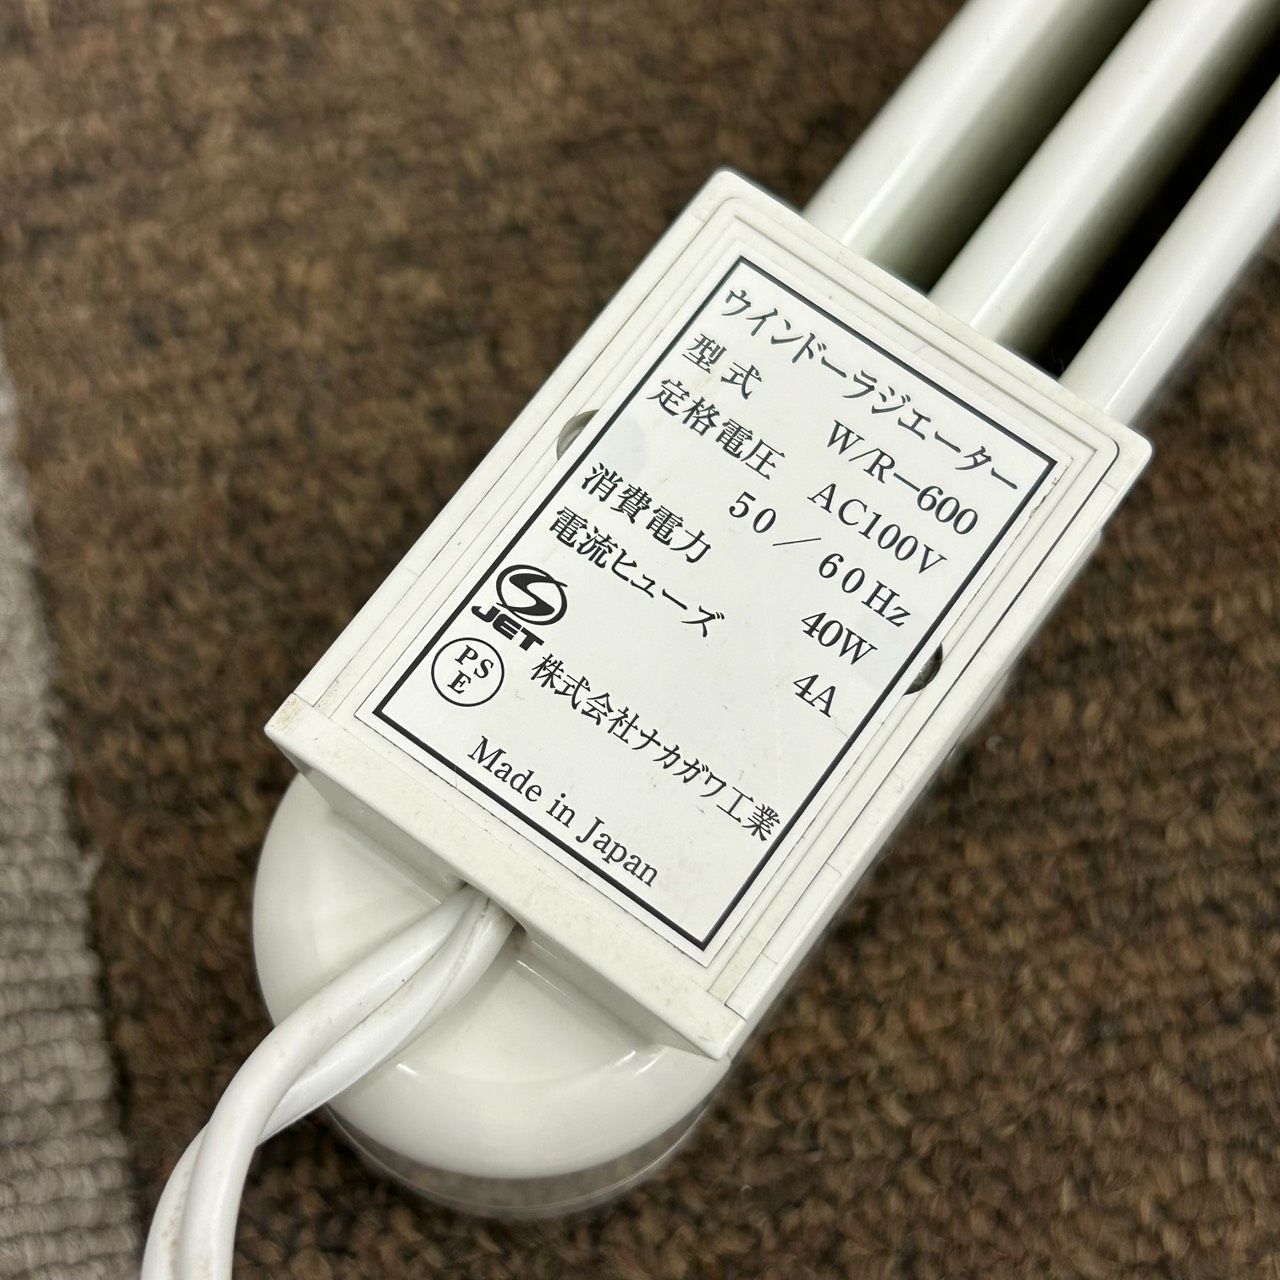 ウインドーラジエーター
型式 W/R-600
定格電圧 AC100V
50/60Hz
消費電力 40W
電流ヒューズ 4A
JET
PSE 株式会社ナカガワ工業
Made in Japan